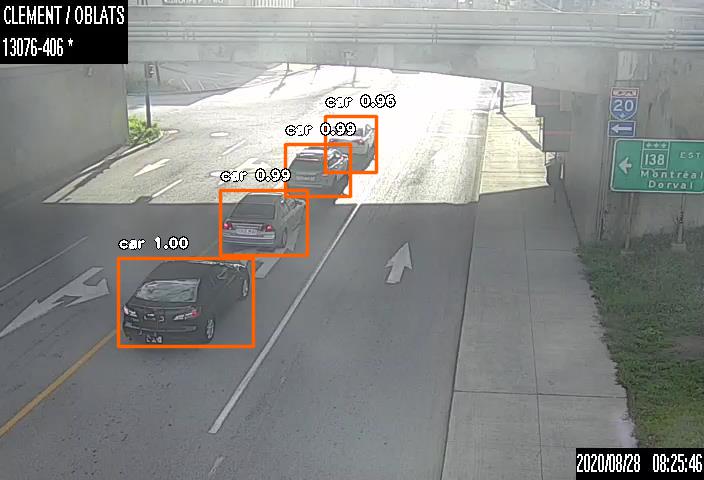 CLEMENT / OBLATS
13076-406 *
car 0.96
car 0.99
car 0.99
car 1.00
20
138 EST
Montréal
Dorval
2020/08/28 08:25:46